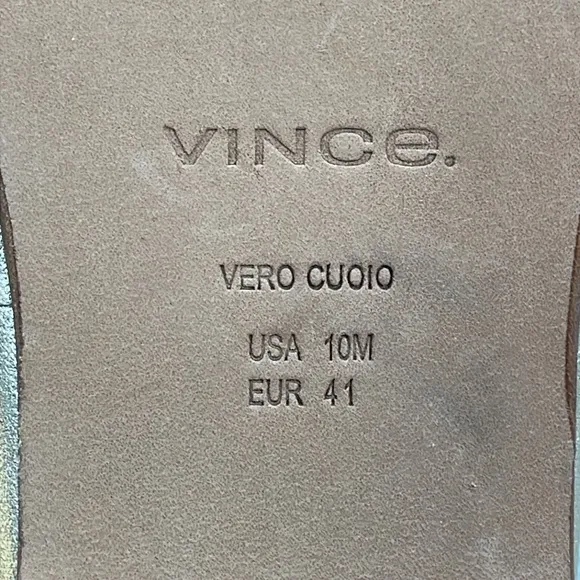 VINCe.
VERO CUOIO
USA 10M
EUR 41